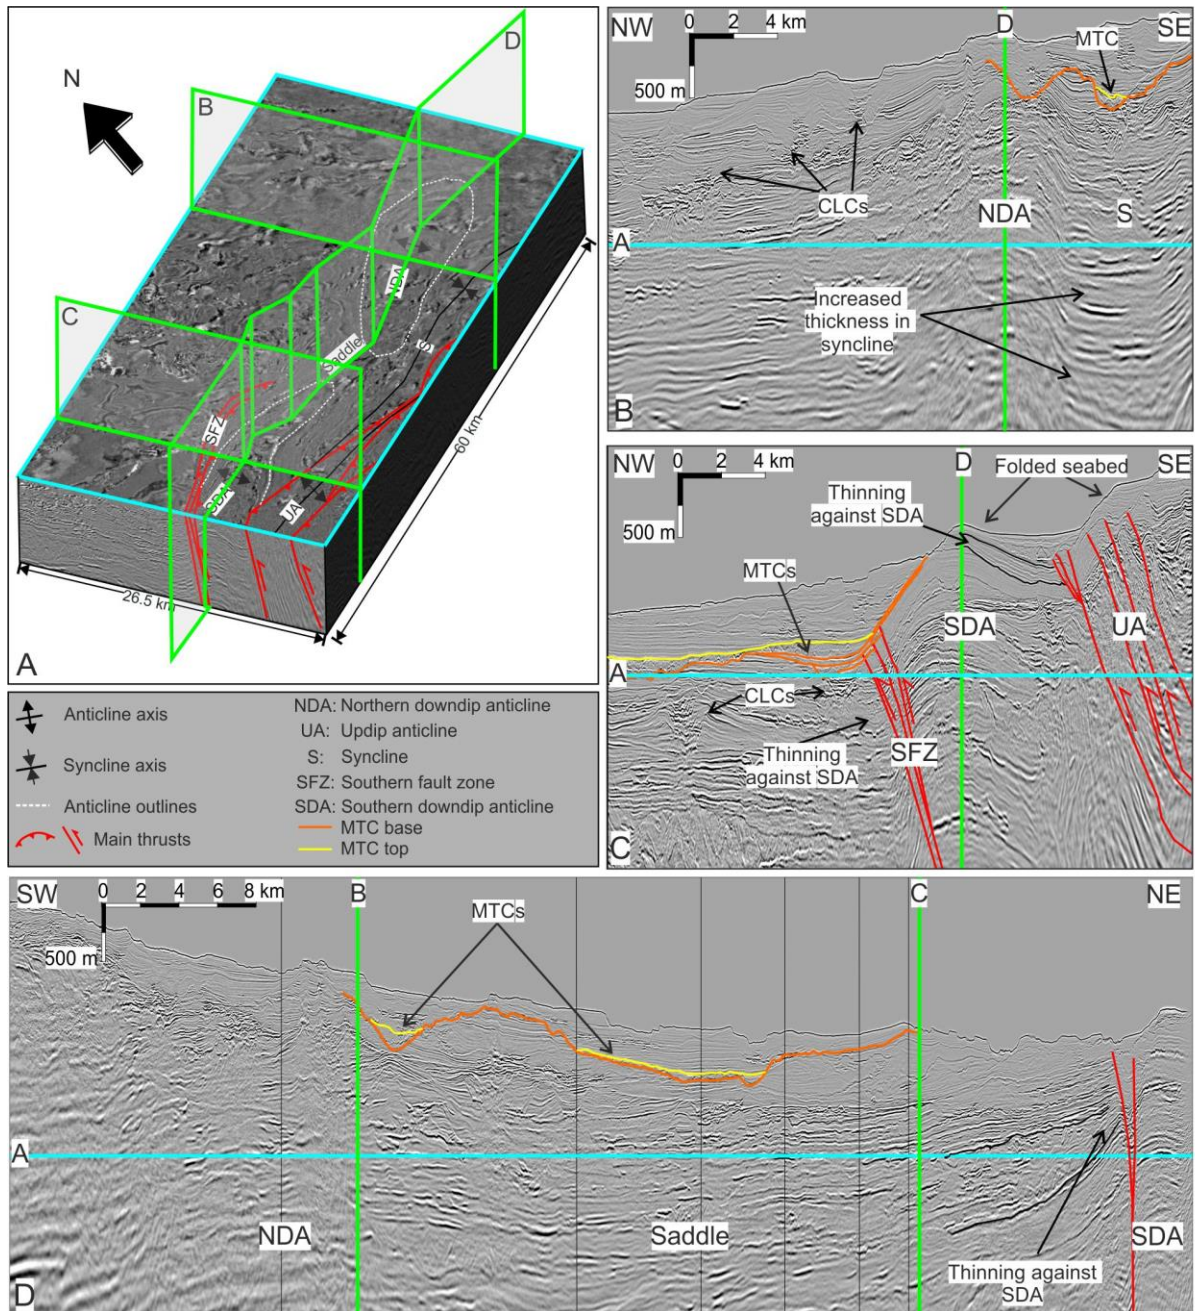 N
B
D
C
NDA
S
Saddle
SFZ
SDA
UA
60 km
26.5 km
A
NW
0 2 4 km
500 m
D
MTC
SE
CLCs
NDA
S
A
Increased
thickness in
syncline
B
NW
0 2 4 km
500 m
D
Folded seabed
SE
Thinning
against SDA
MTCs
SDA
UA
A
CLCs
Thinning
against SDA
SFZ
C
Anticline axis
Syncline axis
Anticline outlines
Main thrusts
NDA: Northern downdip anticline
UA: Updip anticline
S: Syncline
SFZ: Southern fault zone
SDA: Southern downdip anticline
MTC base
MTC top
SW
0 2 4 6 8 km
500 m
B
MTCs
C
NE
A
NDA
Saddle
SDA
Thinning against
SDA
D